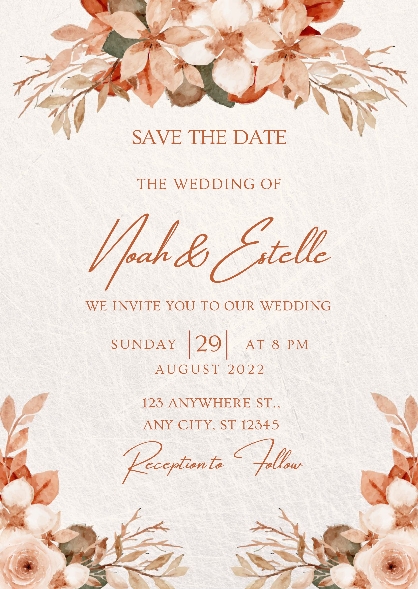 SAVE THE DATE
THE WEDDING OF
Noah & Estelle
WE INVITE YOU TO OUR WEDDING
SUNDAY |29| AT 8 PM
AUGUST 2022
123 ANYWHERE ST.,
ANY CITY, ST 12345
Reception to Follow